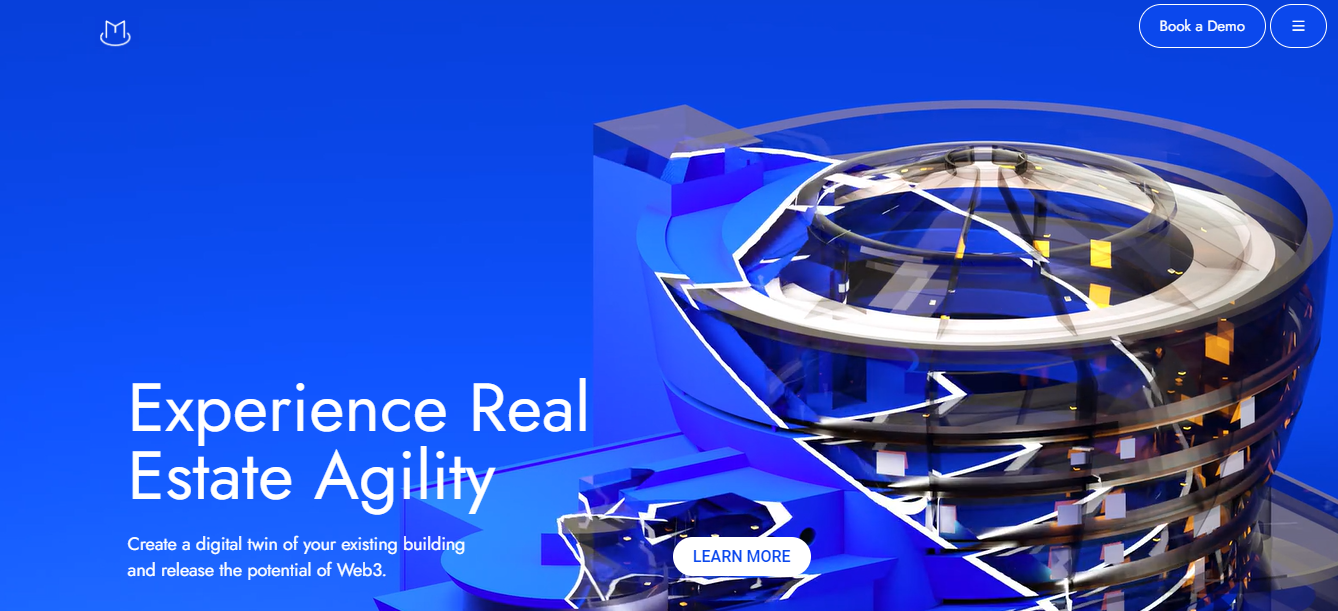 Book a Demo
Experience Real
Estate Agility
Create a digital twin of your existing building
and release the potential of Web3.
LEARN MORE